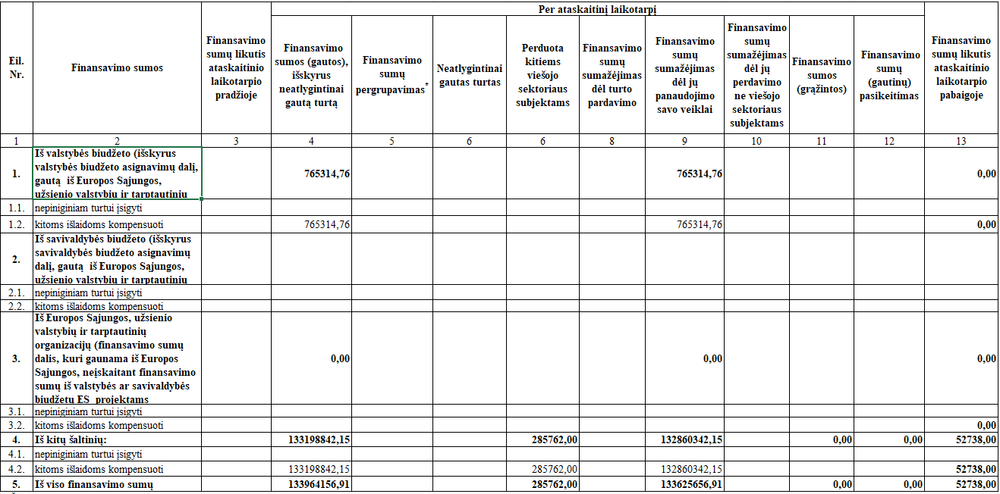 Per ataskaitinį laikotarpį
Eil.
Nr.
Finansavimo sumos
Finansavimo
sumų likutis
ataskaitinio
laikotarpio
pradžioje
Finansavimo
sumos (gautos),
išskyrus
neatlygintinai
gautą turtą
Finansavimo
sumų
pergrupavimas*
Neatlygintinai
gautas turtas
Perduota
kitiems
viešojo
sektoriaus
subjektams
Finansavimo
sumų
sumažėjimas
dėl turto
pardavimo
Finansavimo
sumų
sumažėjimas
dėl jų
panaudojimo
savo veiklai
Finansavimo
sumų
sumažėjimas
dėl jų
perdavimo
ne viešojo
sektoriaus
subjektams
Finansavimo
sumos
(grąžintos)
Finansavimo
sumų
(gautinų)
pasikeitimas
Finansavimo
sumų likutis
ataskaitinio
laikotarpio
pabaigoje
1 2 3 4 5 6 6 8 9 10 11 12 13
1. Iš valstybės biudžeto (išskyrus
valstybės biudžeto asignavimų dalį,
gautą iš Europos Sąjungos,
užsienio valstybių ir tarptautinių
765314,76 765314,76 0,00
1.1. nepiniginiam turtui įsigyti
1.2. kitoms išlaidoms kompensuoti 765314,76 765314,76 0,00
2. Iš savivaldybės biudžeto (išskyrus
savivaldybės biudžeto asignavimų
dalį, gautą iš Europos Sąjungos,
užsienio valstybių ir tarptautinių
2.1. nepiniginiam turtui įsigyti
2.2. kitoms išlaidoms kompensuoti
3. Iš Europos Sąjungos, užsienio
valstybių ir tarptautinių
organizacijų (finansavimo sumų
dalis, kuri gaunama iš Europos
Sąjungos, neįskaitant finansavimo
sumų iš valstybės ar savivaldybės
biudžetų ES projektams
0,00 0,00 0,00
3.1. nepiniginiam turtui įsigyti
3.2. kitoms išlaidoms kompensuoti 0,00
4. Iš kitų šaltinių: 133198842,15 285762,00 132860342,15 0,00 0,00 52738,00
4.1. nepiniginiam turtui įsigyti
4.2. kitoms išlaidoms kompensuoti 133198842,15 285762,00 132860342,15 52738,00
5. Iš viso finansavimo sumų 133964156,91 285762,00 133625656,91 0,00 0,00 52738,00